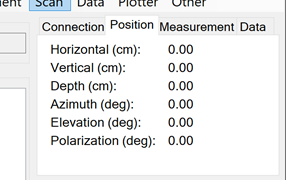 Scan Data Plotter Other
Connection Position Measurement Data
Horizontal (cm): 0.00
Vertical (cm): 0.00
Depth (cm): 0.00
Azimuth (deg): 0.00
Elevation (deg): 0.00
Polarization (deg): 0.00